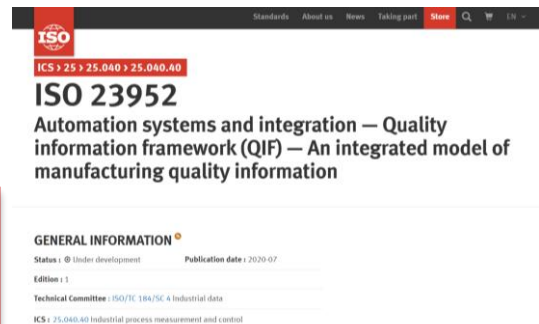 Standards About us News Taking part Store EN
ISO
ICS > 25 > 25.040 > 25.040.40
ISO 23952
Automation systems and integration — Quality
information framework (QIF) — An integrated model of
manufacturing quality information
GENERAL INFORMATION
Status : Under development Publication date : 2020-07
Edition : 1
Technical Committee : ISO/TC 184/SC 4 Industrial data
ICS : 25.040.40 Industrial process measurement and control